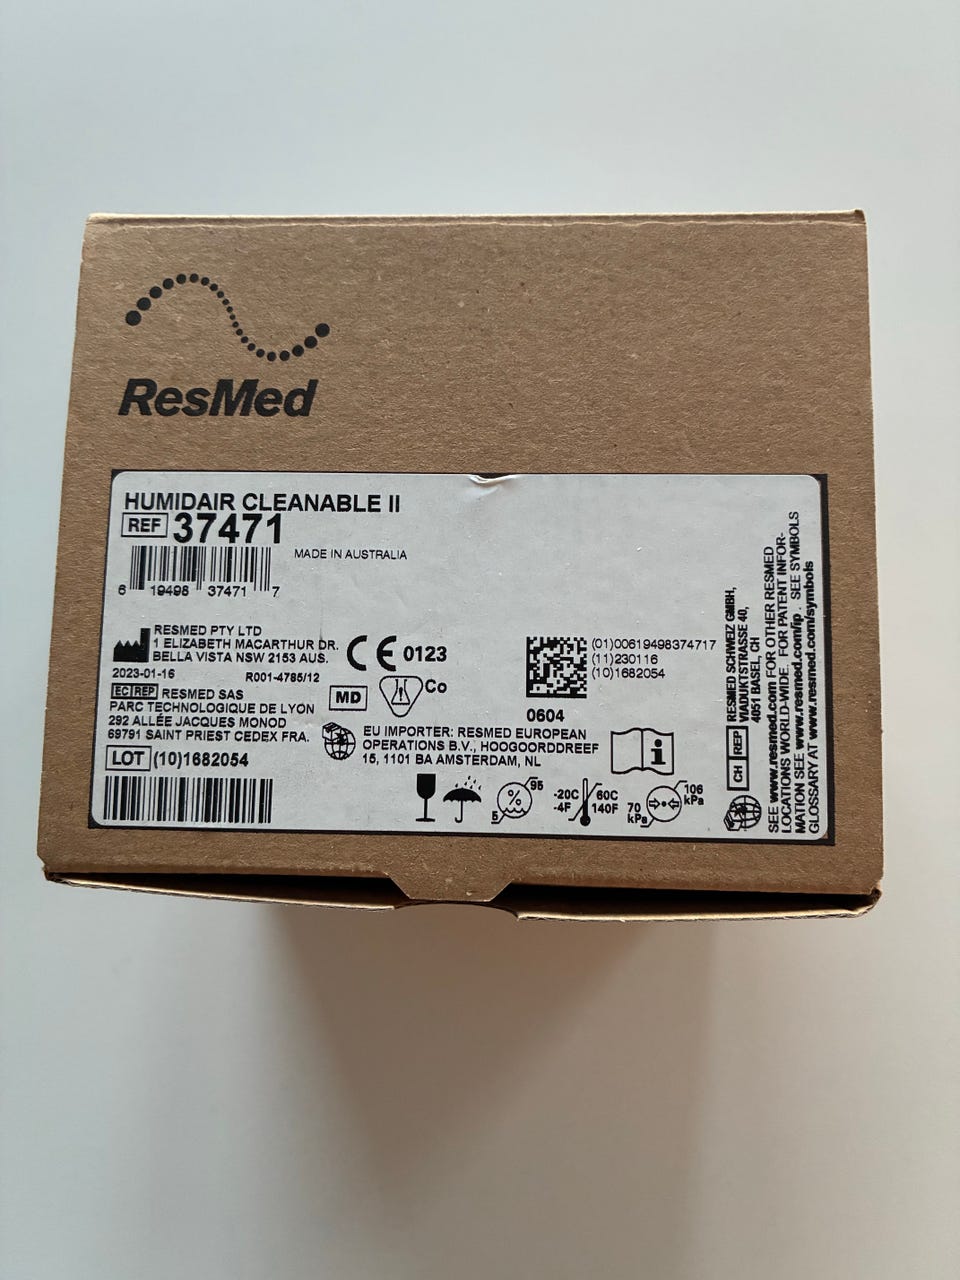 ResMed
HUMIDAIR CLEANABLE II
REF 37471
MADE IN AUSTRALIA
6 19498 37471 7
RESMED PTY LTD
1 ELIZABETH MACARTHUR DR.
BELLA VISTA NSW 2153 AUS.
2023-01-16
R001-4785/12
CE 0123
MD
Co
EC REP RESMED SAS
PARC TECHNOLOGIQUE DE LYON
292 ALLÉE JACQUES MONOD
69791 SAINT PRIEST CEDEX FRA.
LOT (10)1682054
EU IMPORTER: RESMED EUROPEAN
OPERATIONS B.V., HOOGOORDDREEF
15, 1101 BA AMSTERDAM, NL
(01)00619498374717
(11)230116
(10)1682054
0604
i
5 % 95
-20C 60C
-4F 140F
70 kPa 106 kPa
CH REP
RESMED SCHWEIZ GMBH,
VIADUKTSTRASSE 40,
4051 BASEL, CH
SEE www.resmed.com FOR OTHER RESMED
LOCATIONS WORLD-WIDE. FOR PATENT INFOR-
MATION SEE www.resmed.com/ip . SEE SYMBOLS
GLOSSARY AT www.resmed.com/symbols